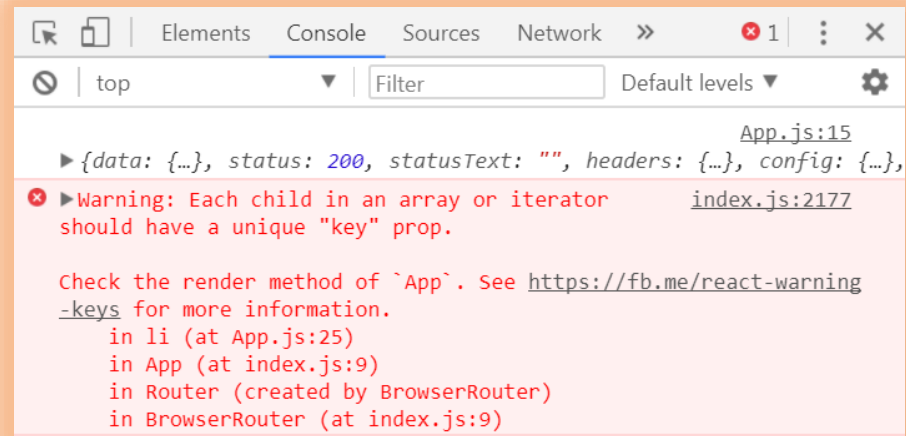 Elements Console Sources Network » 1
top Filter Default levels
App.js:15
{data: {…}, status: 200, statusText: "", headers: {…}, config: {…},
Warning: Each child in an array or iterator index.js:2177
should have a unique "key" prop.
Check the render method of `App`. See https://fb.me/react-warning
-keys for more information.
in li (at App.js:25)
in App (at index.js:9)
in Router (created by BrowserRouter)
in BrowserRouter (at index.js:9)